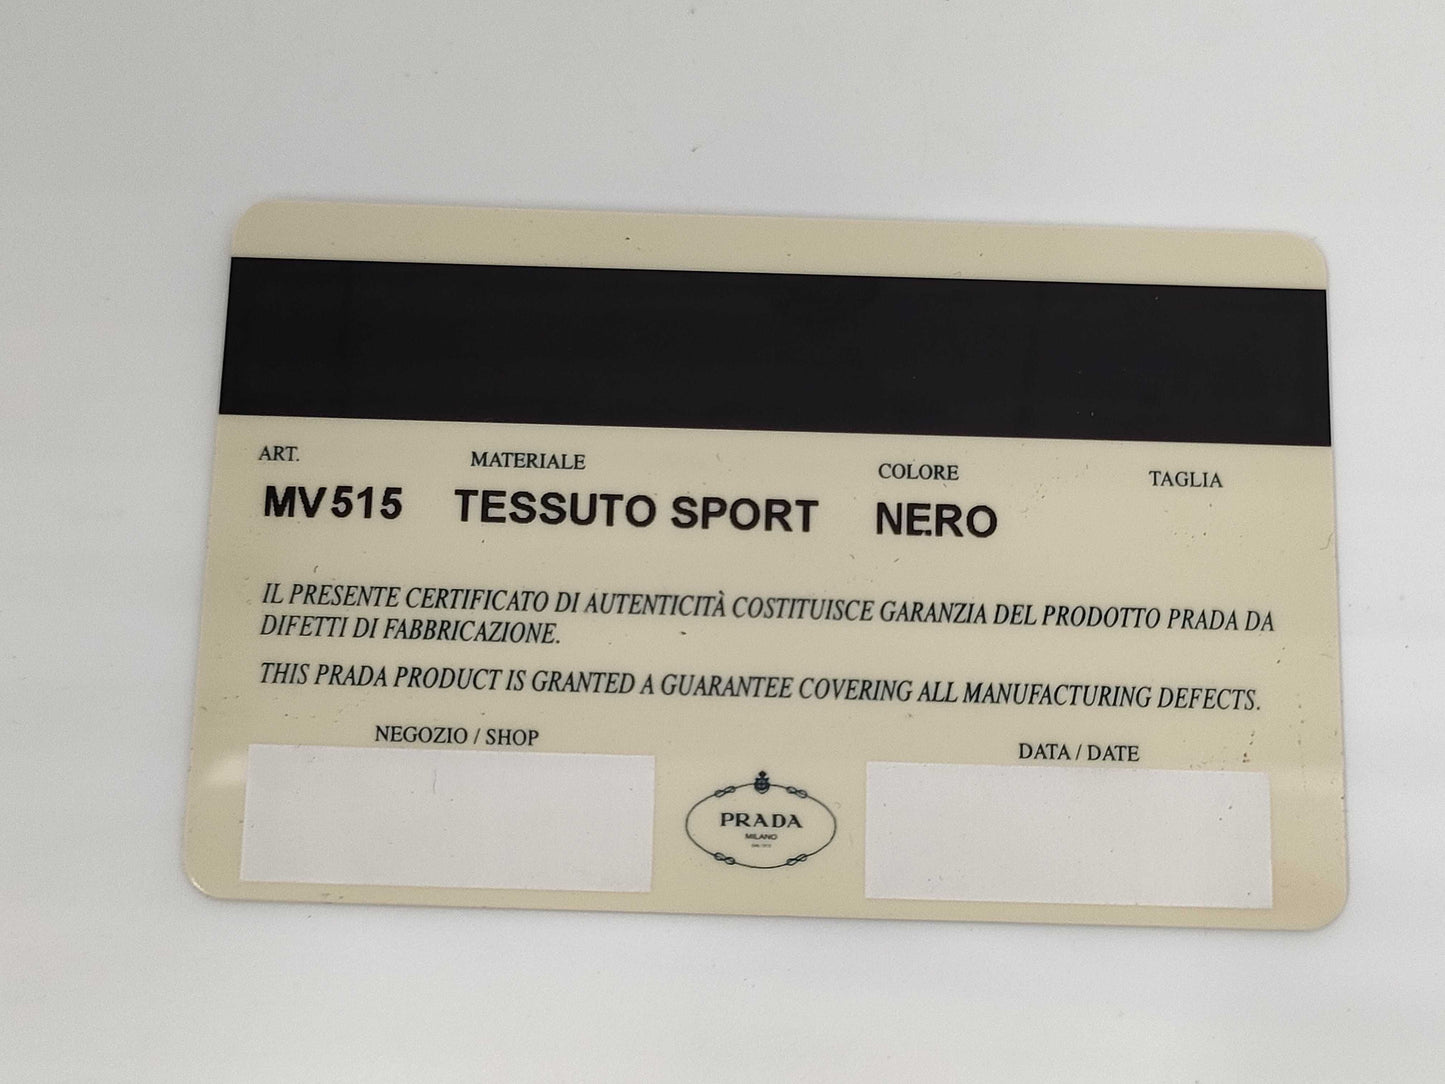 ART. MATERIALE COLORE TAGLIA
MV515 TESSUTO SPORT NERO
IL PRESENTE CERTIFICATO DI AUTENTICITÀ COSTITUISCE GARANZIA DEL PRODOTTO PRADA DA
DIFETTI DI FABBRICAZIONE.
THIS PRADA PRODUCT IS GRANTED A GUARANTEE COVERING ALL MANUFACTURING DEFECTS.
NEGOZIO / SHOP
DATA / DATE
PRADA
MILANO